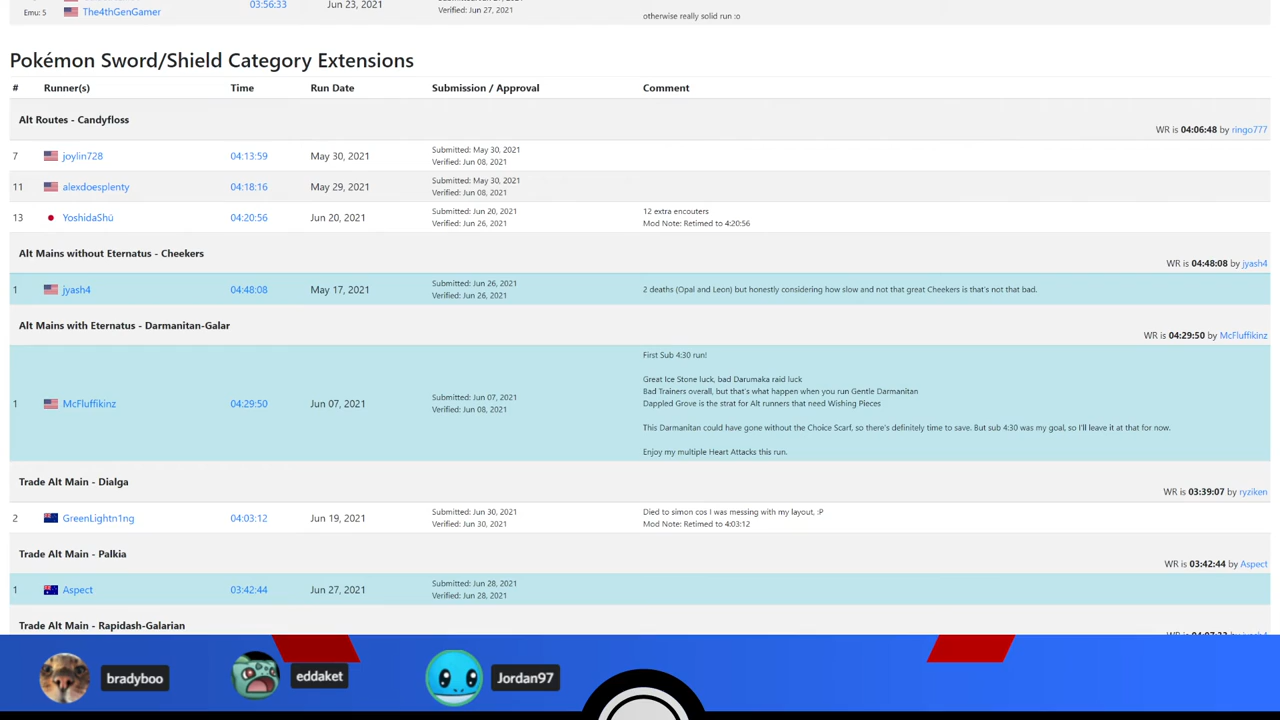 Emu: 5 The4thGenGamer 03:56:33 Jun 23, 2021 Verified: Jun 27, 2021 otherwise really solid run :o
Pokémon Sword/Shield Category Extensions
# Runner(s) Time Run Date Submission / Approval Comment
Alt Routes - Candyfloss
WR is 04:06:48 by ringo777
7 joylin728 04:13:59 May 30, 2021 Submitted: May 30, 2021
Verified: Jun 08, 2021
11 alexdoesplenty 04:18:16 May 29, 2021 Submitted: May 30, 2021
Verified: Jun 08, 2021
13 YoshidaShú 04:20:56 Jun 20, 2021 Submitted: Jun 20, 2021 12 extra encouters
Verified: Jun 26, 2021 Mod Note: Retimed to 4:20:56
Alt Mains without Eternatus - Cheekers
WR is 04:48:08 by jyash4
1 jyash4 04:48:08 May 17, 2021 Submitted: Jun 26, 2021 2 deaths (Opal and Leon) but honestly considering how slow and not that great Cheekers is that's not that bad.
Verified: Jun 26, 2021
Alt Mains with Eternatus - Darmanitan-Galar
WR is 04:29:50 by McFluffikinz
First Sub 4:30 run!
Great Ice Stone luck, bad Darumaka raid luck
Bad Trainers overall, but that's what happen when you run Gentle Darmanitan
1 McFluffikinz 04:29:50 Jun 07, 2021 Submitted: Jun 07, 2021 Dappled Grove is the strat for Alt runners that need Wishing Pieces
Verified: Jun 08, 2021
This Darmanitan could have gone without the Choice Scarf, so there's definitely time to save. But sub 4:30 was my goal, so I'll leave it at that for now.
Enjoy my multiple Heart Attacks this run.
Trade Alt Main - Dialga
WR is 03:39:07 by ryziken
2 GreenLightn1ng 04:03:12 Jun 19, 2021 Submitted: Jun 30, 2021 Died to simon cos I was messing with my layout. :P
Verified: Jun 30, 2021 Mod Note: Retimed to 4:03:12
Trade Alt Main - Palkia
WR is 03:42:44 by Aspect
1 Aspect 03:42:44 Jun 27, 2021 Submitted: Jun 28, 2021
Verified: Jun 28, 2021
Trade Alt Main - Rapidash-Galarian
bradyboo eddaket Jordan97